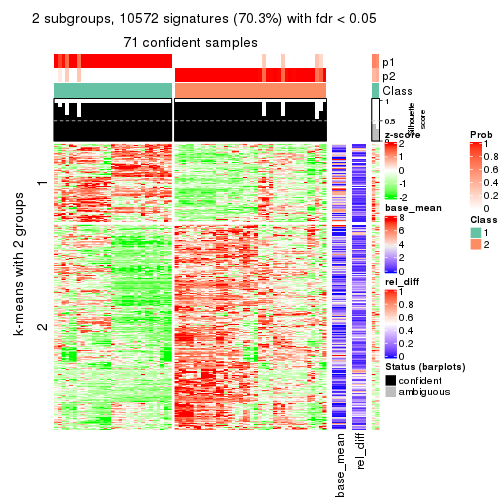 2 subgroups, 10572 signatures (70.3%) with fdr < 0.05
71 confident samples
p1
p2
Class
1
0.5
0
Silhouette
score
k-means with 2 groups
1
2
base_mean
rel_diff
z-score
2
1
0
-1
-2
base_mean
8
6
4
2
0
rel_diff
1
0.8
0.6
0.4
0.2
0
Status (barplots)
confident
ambiguous
Prob
1
0.8
0.6
0.4
0.2
0
Class
1
2